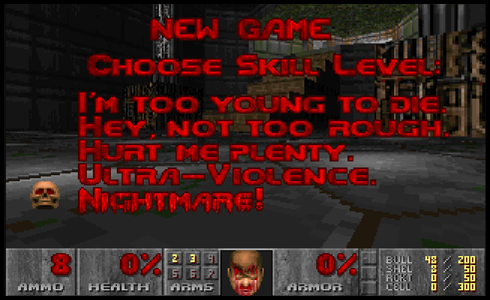 NEW GAME
Choose Skill Level:
I'm too young to die.
Hey, not too rough.
Hurt me plenty.
Ultra-Violence.
Nightmare!
8 0% 2 3 4 0% BULL 48 / 200
5 6 7 SHEL 8 / 50
RCKT 0 / 50
AMMO HEALTH ARMS ARMOR CELL 0 / 300